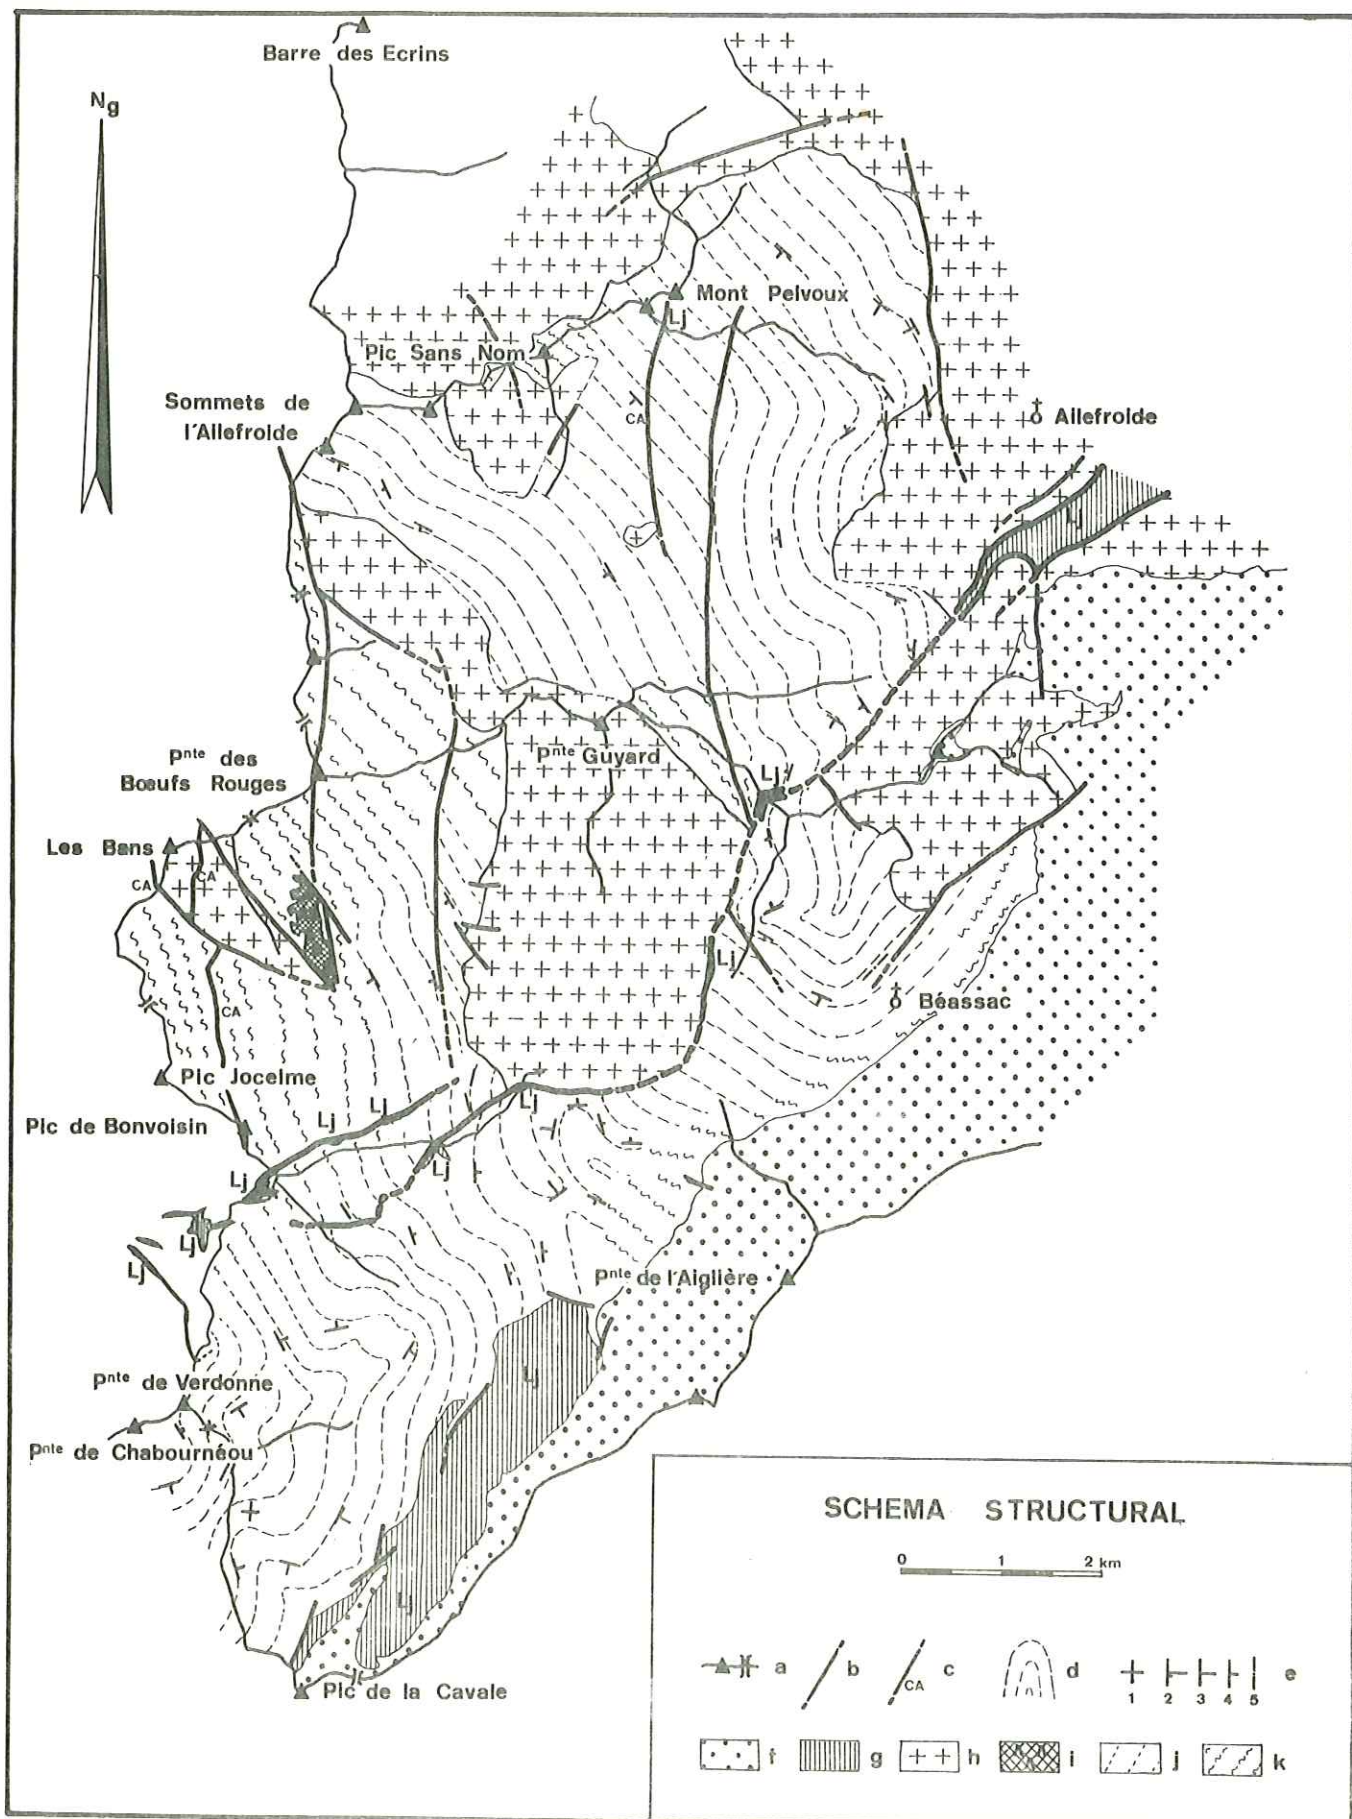 Barre des Ecrins
Ng
Mont Pelvoux
Lj
Pic Sans Nom
Sommets de
l'Ailefroide
CA
Ailefroide
Lj
Pnte Guyard
Pnte des
Bœufs Rouges
Lj
Les Bans
CA
CA
Lj
Béassac
CA
Pic Jocelme
Lj
Lj
Lj
Pic de Bonvoisin
Lj
Lj
Lj
Lj
Pnte de l'Aiglière
Lj
Pnte de Verdonne
Pnte de Chabournéou
Lj
Pic de la Cavale
SCHEMA STRUCTURAL
0 1 2 km
a b c d e
CA
1 2 3 4 5
f g h i j k